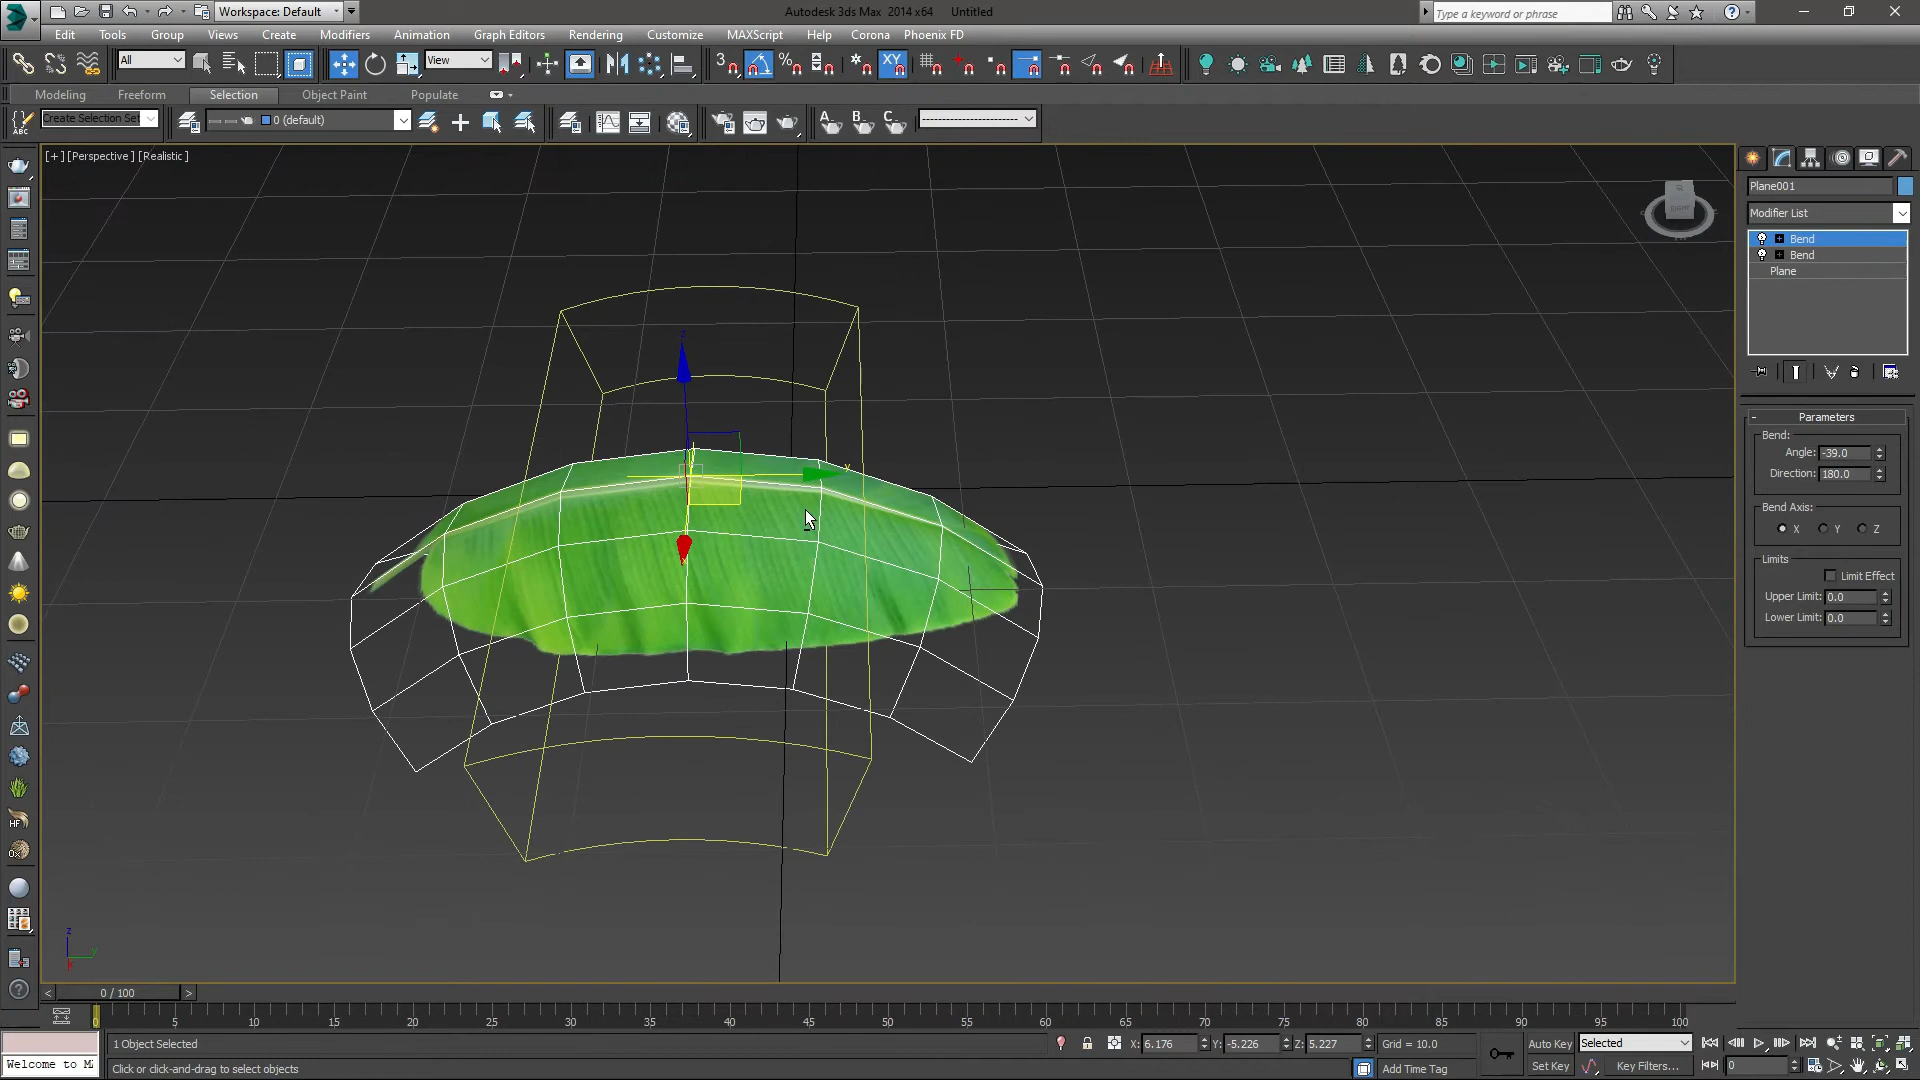 Workspace: Default
Autodesk 3ds Max  2014 x64    Untitled
Type a keyword or phrase
Edit
Tools
Group
Views
Create
Modifiers
Animation
Graph Editors
Rendering
Customize
MAXScript
Help
Corona
Phoenix FD
All
View
3
%
XY
Modeling
Freeform
Selection
Object Paint
Populate
ABC
Create Selection Set
0 (default)
A
B
C
[+] [Perspective] [Realistic]
Plane001
Modifier List
Bend
Bend
Plane
- Parameters
Bend:
Angle: -39.0
Direction: 180.0
Bend Axis:
X Y Z
Limits
Limit Effect
Upper Limit: 0.0
Lower Limit: 0.0
HF
OX
z
y
z
y
< 0 / 100 >
0 5 10 15 20 25 30 35 40 45 50 55 60 65 70 75 80 85 90 95 100
1 Object Selected
X: 6.176 Y: -5.226 Z: 5.227 Grid = 10.0
Auto Key Selected
Welcome to M
Click or click-and-drag to select objects
Add Time Tag
Set Key Key Filters...
0